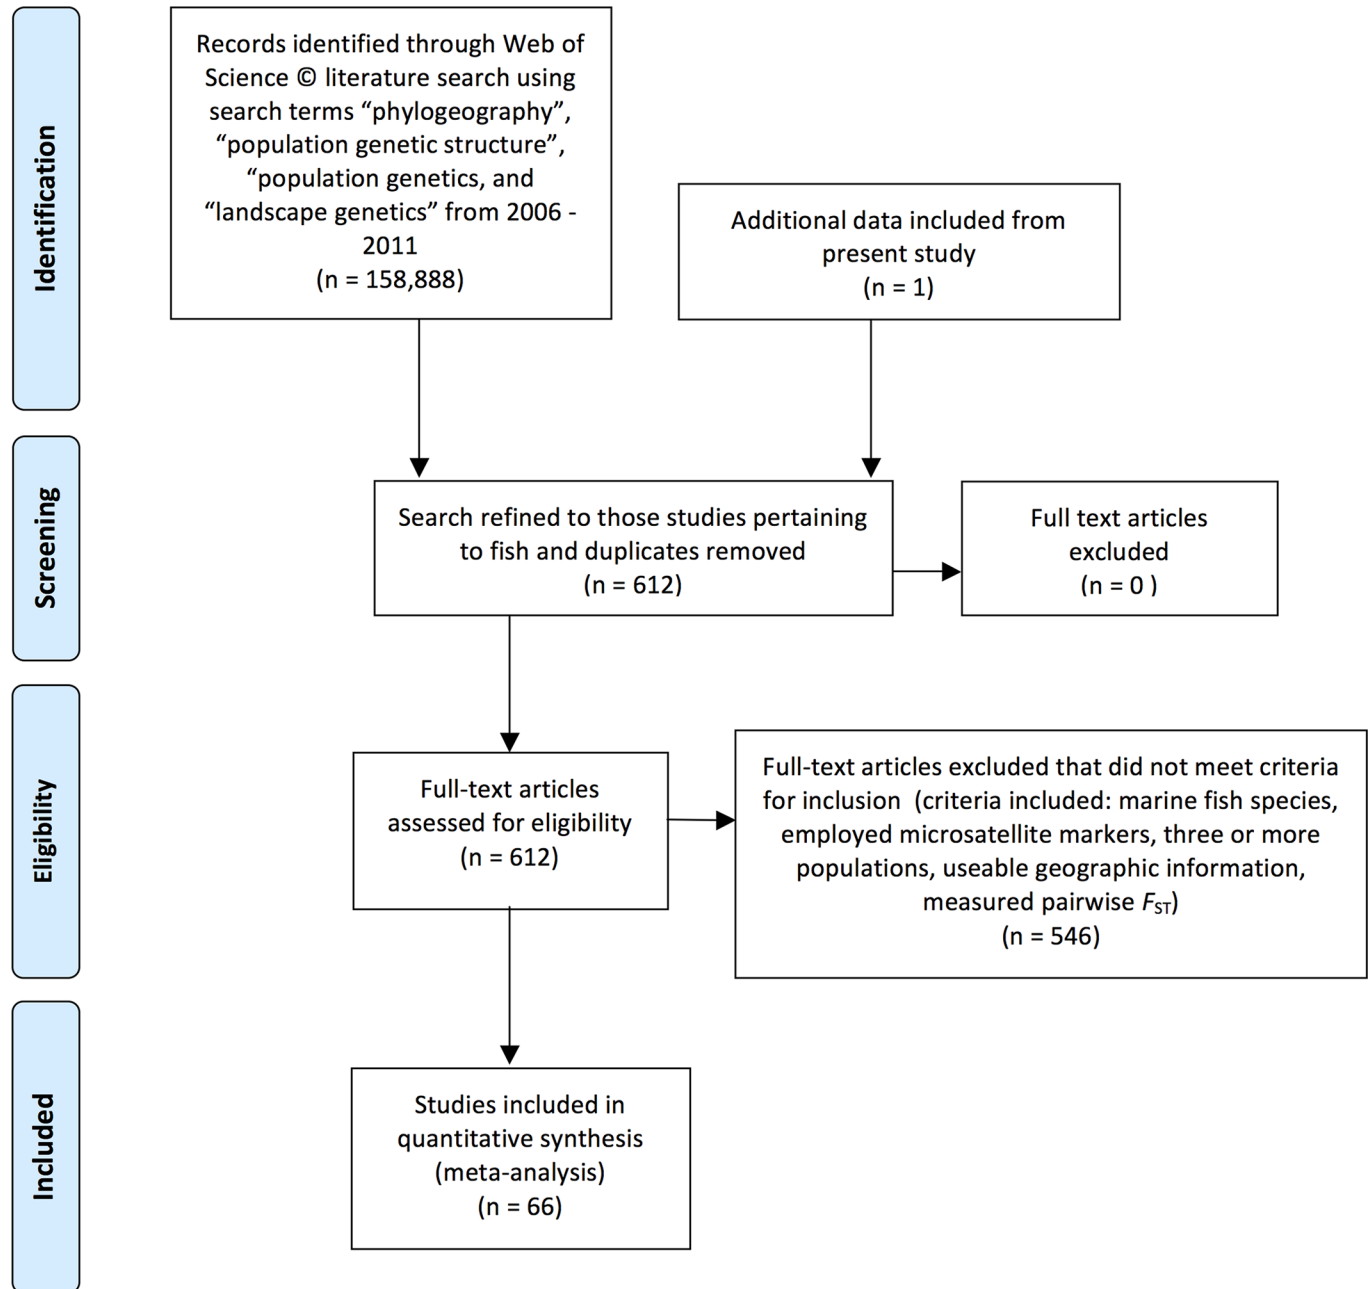 Identification
Records identified through Web of
Science © literature search using
search terms “phylogeography”,
“population genetic structure”,
“population genetics, and
“landscape genetics” from 2006 -
2011
(n = 158,888)
Additional data included from
present study
(n = 1)
Screening
Search refined to those studies pertaining
to fish and duplicates removed
(n = 612)
Full text articles
excluded
(n = 0 )
Eligibility
Full-text articles
assessed for eligibility
(n = 612)
Full-text articles excluded that did not meet criteria
for inclusion  (criteria included: marine fish species,
employed microsatellite markers, three or more
populations, useable geographic information,
measured pairwise FST)
(n = 546)
Included
Studies included in
quantitative synthesis
(meta-analysis)
(n = 66)